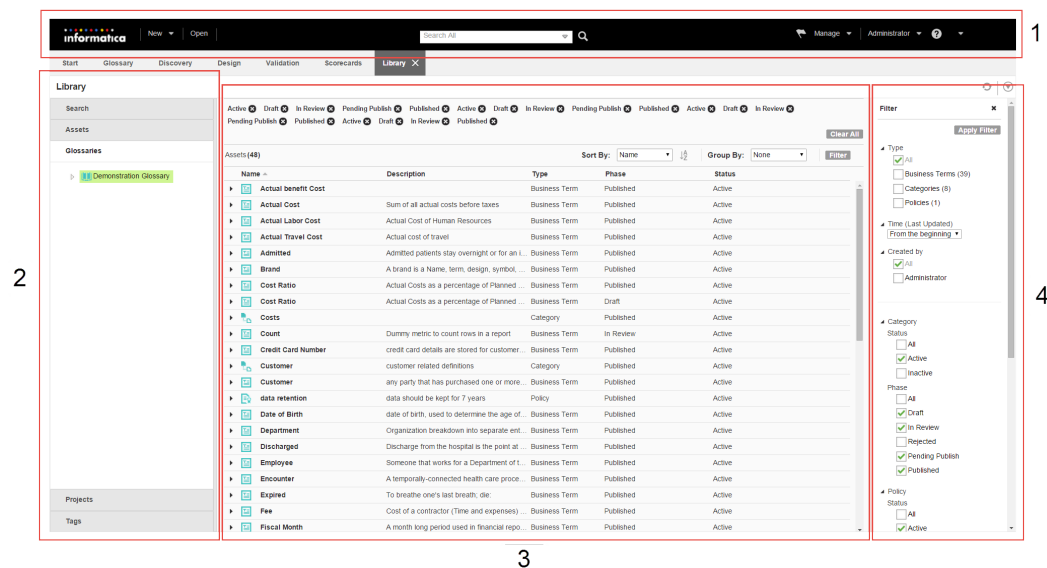 informatica New Open Search All Manage Administrator ? 1
Start Glossary Discovery Design Validation Scorecards Library
Library
Search
Assets
Glossaries
Demonstration Glossary
Projects
Tags
2
Active Draft In Review Pending Publish Published Active Draft In Review Pending Publish Published Active Draft In Review
Pending Publish Published Active Draft In Review Published
Clear All
Assets (48) Sort By: Name Group By: None Filter
Name Description Type Phase Status
Actual benefit Cost Business Term Published Active
Actual Cost Sum of all actual costs before taxes Business Term Published Active
Actual Labor Cost Actual Cost of Human Resources Business Term Published Active
Actual Travel Cost Actual cost of travel Business Term Published Active
Admitted Admitted patients stay overnight or for an i... Business Term Published Active
Brand A brand is a Name, term, design, symbol, ... Business Term Published Active
Cost Ratio Actual Costs as a percentage of Planned ... Business Term Published Active
Cost Ratio Actual Costs as a percentage of Planned ... Business Term Draft Active
Costs Category Published Active
Count Dummy metric to count rows in a report Business Term In Review Active
Credit Card Number credit card details are stored for customer... Business Term Published Active
Customer customer related definitions Category Published Active
Customer any party that has purchased one or more... Business Term Published Active
data retention data should be kept for 7 years Policy Published Active
Date of Birth date of birth, used to determine the age of... Business Term Published Active
Department Organization breakdown into separate ent... Business Term Published Active
Discharged Discharge from the hospital is the point at ... Business Term Published Active
Employee Someone that works for a Department of t... Business Term Published Active
Encounter A temporally-connected health care proce... Business Term Published Active
Expired To breathe one's last breath; die: Business Term Published Active
Fee Cost of a contractor (Time and expenses) ... Business Term Published Active
Fiscal Month A month long period used in financial repo... Business Term Published Active
3
Filter
Apply Filter
Type
All
Business Terms (39)
Categories (8)
Policies (1)
Time (Last Updated)
From the beginning
Created by
All
Administrator
Category
Status
All
Active
Inactive
Phase
All
Draft
In Review
Rejected
Pending Publish
Published
Policy
Status
All
Active
4